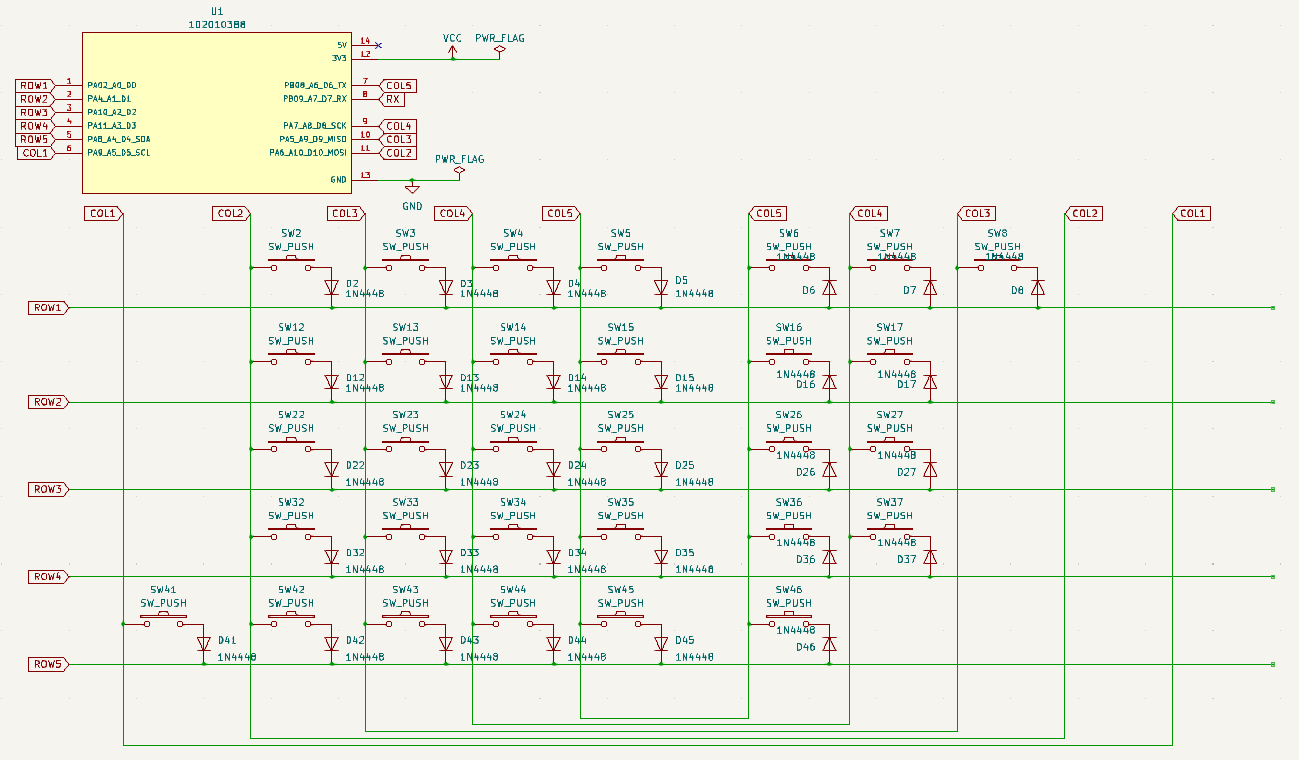 U1
102010388
14
5V
12
3V3
VCC
PWR_FLAG
ROW1 1 PA02_A0_D0 PB08_A6_D6_TX 7 COL5
ROW2 2 PA4_A1_D1 PB09_A7_D7_RX 8 RX
ROW3 3 PA10_A2_D2
ROW4 4 PA11_A3_D3 PA7_A8_D8_SCK 9 COL4
ROW5 5 PA8_A4_D4_SDA PA5_A9_D9_MISO 10 COL3
COL1 6 PA9_A5_D5_SCL PA6_A10_D10_MOSI 11 COL2
PWR_FLAG
GND 13
GND
COL1 COL2 COL3 COL4 COL5 COL5 COL4 COL3 COL2 COL1
SW2 SW3 SW4 SW5 SW6 SW7 SW8
SW_PUSH SW_PUSH SW_PUSH SW_PUSH SW_PUSH SW_PUSH SW_PUSH
1N4448 1N4448 1N4448
D2 D3 D4 D5 D6 D7 D8
1N4448 1N4448 1N4448 1N4448
ROW1
SW12 SW13 SW14 SW15 SW16 SW17
SW_PUSH SW_PUSH SW_PUSH SW_PUSH SW_PUSH SW_PUSH
1N4448 1N4448
D12 D13 D14 D15 D16 D17
1N4448 1N4448 1N4448 1N4448
ROW2
SW22 SW23 SW24 SW25 SW26 SW27
SW_PUSH SW_PUSH SW_PUSH SW_PUSH SW_PUSH SW_PUSH
1N4448 1N4448
D22 D23 D24 D25 D26 D27
1N4448 1N4448 1N4448 1N4448
ROW3
SW32 SW33 SW34 SW35 SW36 SW37
SW_PUSH SW_PUSH SW_PUSH SW_PUSH SW_PUSH SW_PUSH
1N4448 1N4448
D32 D33 D34 D35 D36 D37
1N4448 1N4448 1N4448 1N4448
ROW4
SW41 SW42 SW43 SW44 SW45 SW46
SW_PUSH SW_PUSH SW_PUSH SW_PUSH SW_PUSH SW_PUSH
1N4448
D41 D42 D43 D44 D45 D46
1N4448 1N4448 1N4448 1N4448 1N4448
ROW5